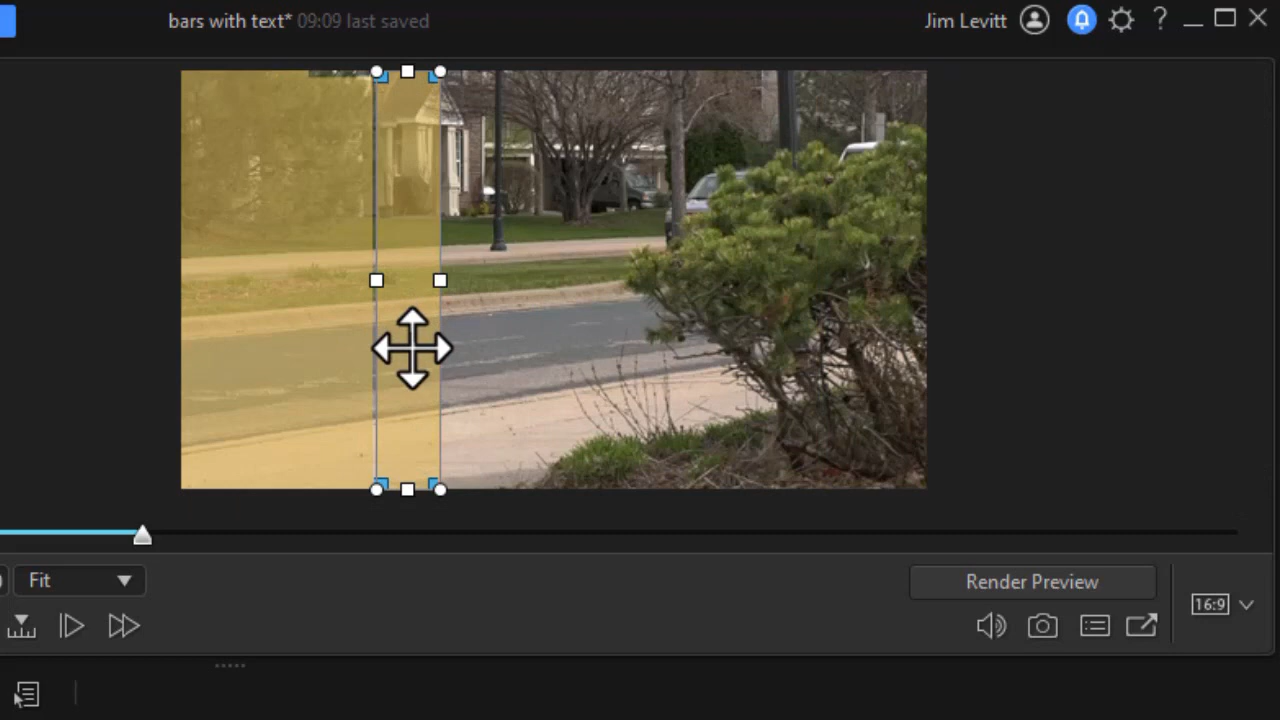 bars with text* 09:09 last saved
Jim Levitt
?
Fit
Render Preview
16:9